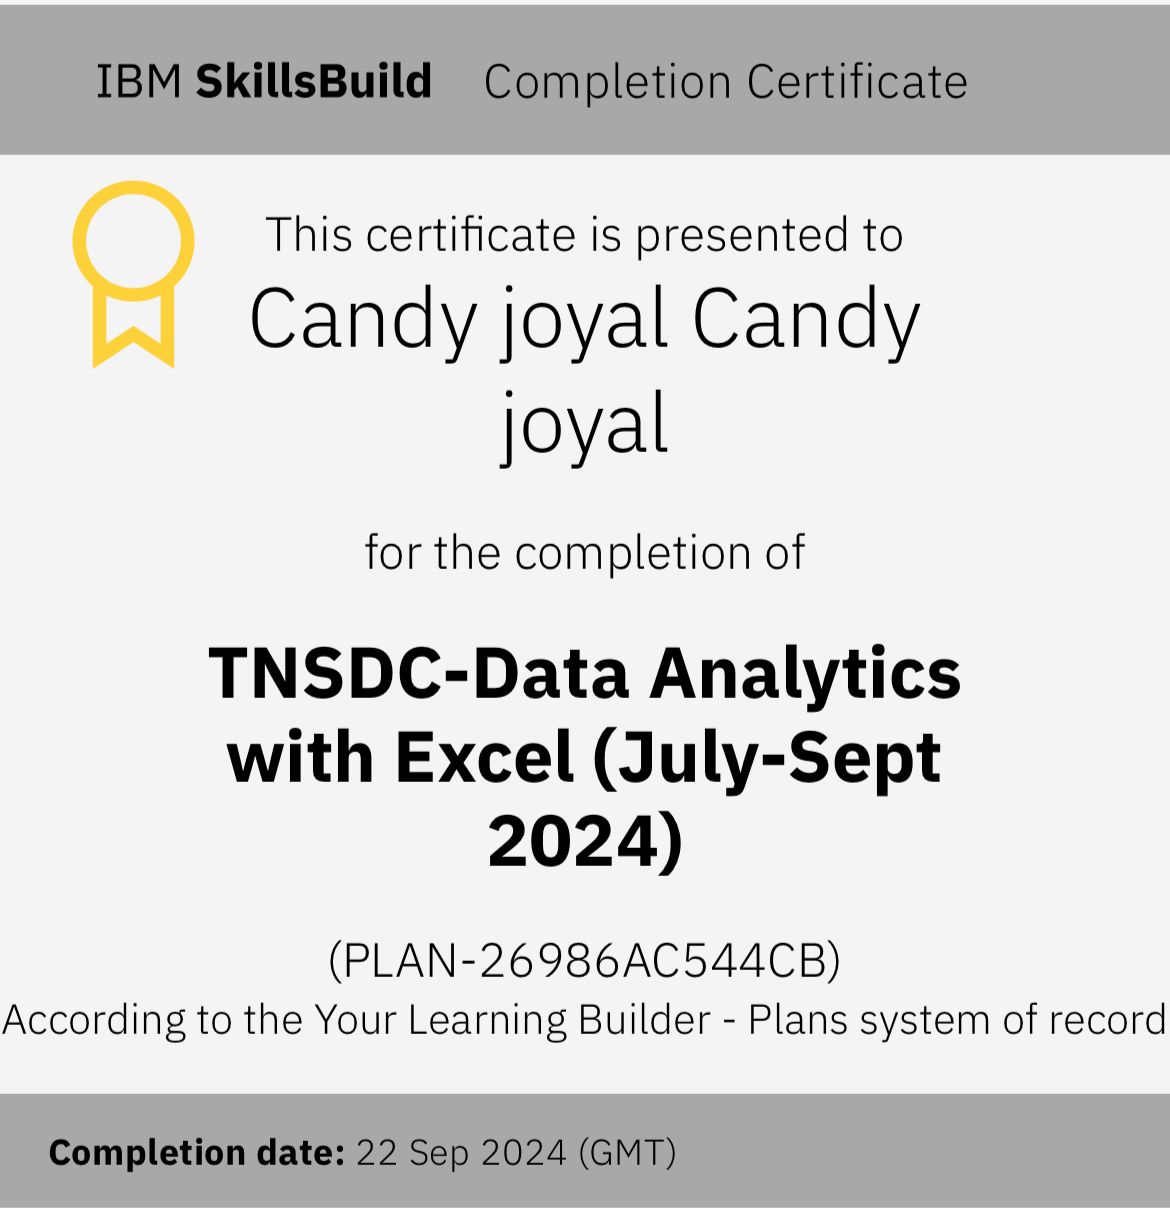 IBM SkillsBuild Completion Certificate
This certificate is presented to
Candy joyal Candy
joyal
for the completion of
TNSDC-Data Analytics
with Excel (July-Sept
2024)
(PLAN-26986AC544CB)
According to the Your Learning Builder - Plans system of record
Completion date: 22 Sep 2024 (GMT)